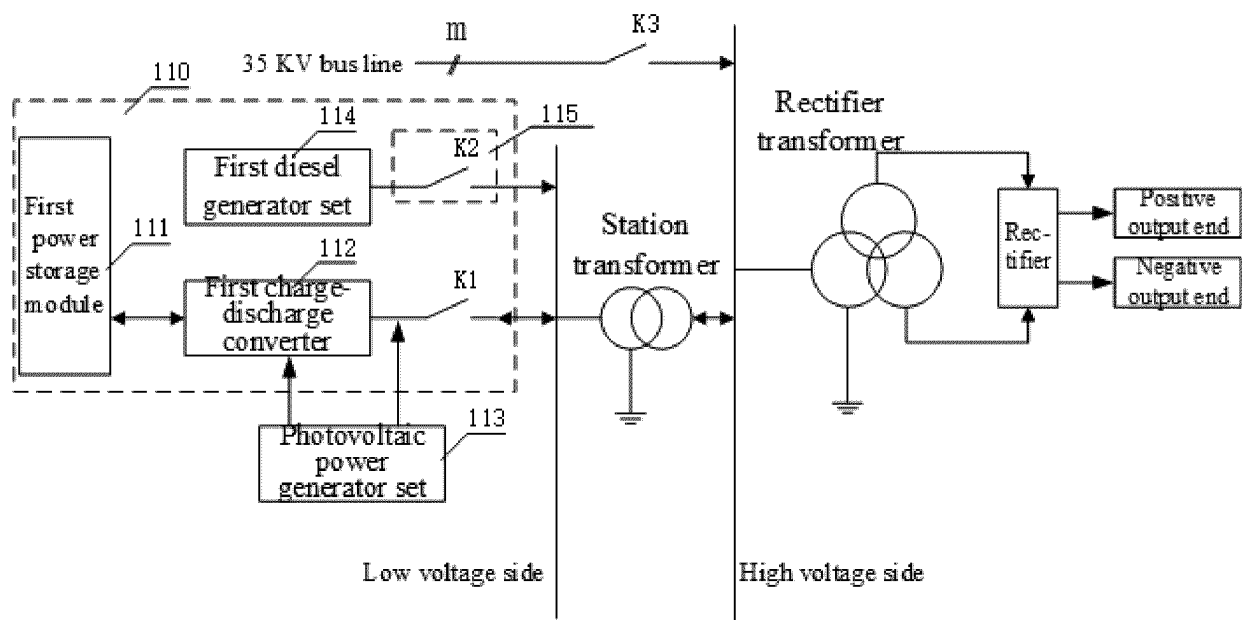 m
K3
35 KV bus line
110
114
115
Rectifier
transformer
First diesel
generator set
K2
First
power
storage
module
111
112
First charge-
discharge
converter
K1
Station
transformer
Rec-
tifier
Positive
output end
Negative
output end
113
Photovoltaic
power
generator set
Low voltage side
High voltage side